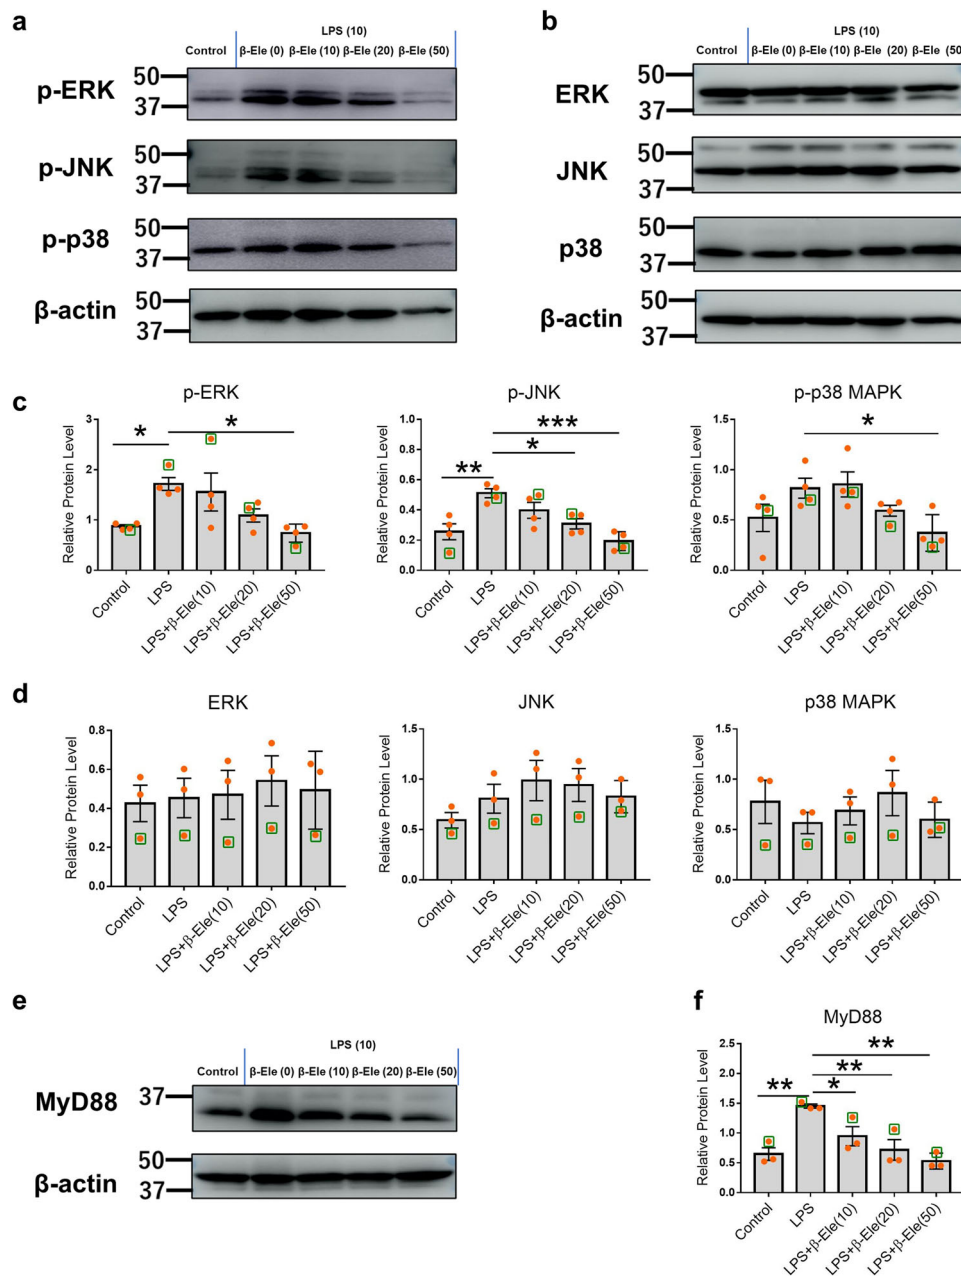 a
LPS (10)
Control β-Ele (0) β-Ele (10) β-Ele (20) β-Ele (50)
p-ERK
50
37
p-JNK
50
37
p-p38
50
37
β-actin
50
37
b
LPS (10)
Control β-Ele (0) β-Ele (10) β-Ele (20) β-Ele (50
ERK
50
37
JNK
50
37
p38
50
37
β-actin
50
37
c
p-ERK
Relative Protein Level
3
2
1
0
*
*
Control
LPS
LPS+β-Ele(10)
LPS+β-Ele(20)
LPS+β-Ele(50)
p-JNK
Relative Protein Level
1.0
0.8
0.6
0.4
0.2
0.0
***
*
**
Control
LPS
LPS+β-Ele(10)
LPS+β-Ele(20)
LPS+β-Ele(50)
p-p38 MAPK
Relative Protein Level
1.5
1.0
0.5
0.0
*
Control
LPS
LPS+β-Ele(10)
LPS+β-Ele(20)
LPS+β-Ele(50)
d
ERK
Relative Protein Level
0.8
0.6
0.4
0.2
0.0
Control
LPS
LPS+β-Ele(10)
LPS+β-Ele(20)
LPS+β-Ele(50)
JNK
Relative Protein Level
1.5
1.0
0.5
0.0
Control
LPS
LPS+β-Ele(10)
LPS+β-Ele(20)
LPS+β-Ele(50)
p38 MAPK
Relative Protein Level
1.5
1.0
0.5
0.0
Control
LPS
LPS+β-Ele(10)
LPS+β-Ele(20)
LPS+β-Ele(50)
e
LPS (10)
Control β-Ele (0) β-Ele (10) β-Ele (20) β-Ele (50)
MyD88
37
β-actin
50
37
f
MyD88
Relative Protein Level
2.5
2.0
1.5
1.0
0.5
0.0
**
**
**
*
Control
LPS
LPS+β-Ele(10)
LPS+β-Ele(20)
LPS+β-Ele(50)